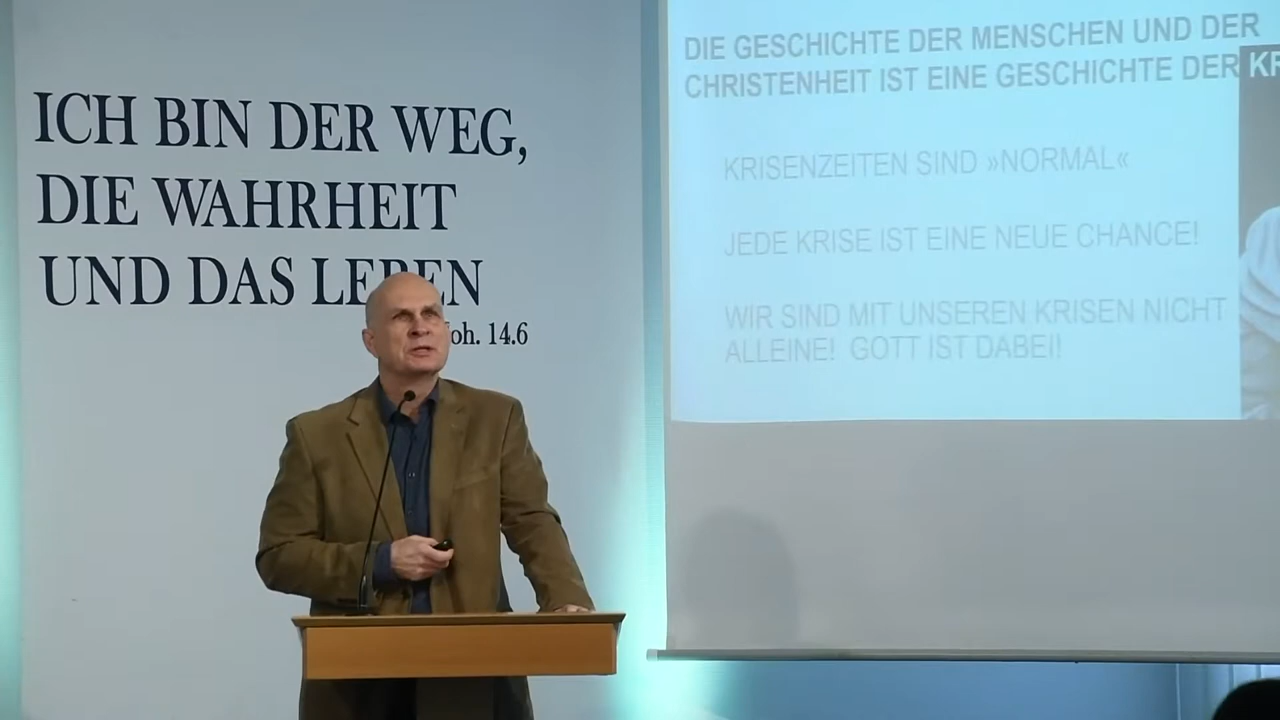 ICH BIN DER WEG,
DIE WAHRHEIT
UND DAS LEBEN
Joh. 14.6
DIE GESCHICHTE DER MENSCHEN UND DER
CHRISTENHEIT IST EINE GESCHICHTE DER KR
KRISENZEITEN SIND »NORMAL«
JEDE KRISE IST EINE NEUE CHANCE!
WIR SIND MIT UNSEREN KRISEN NICHT
ALLEINE! GOTT IST DABEI!